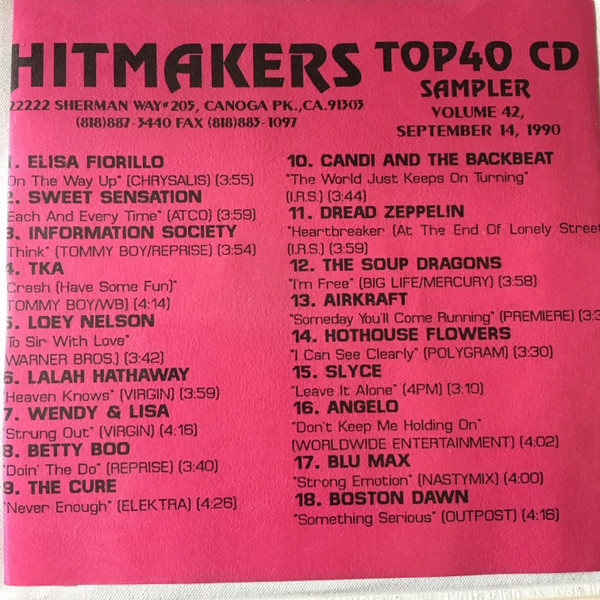 HITMAKERS TOP40 CD
SAMPLER
22222 SHERMAN WAY #205, CANOGA PK.,CA.91303
(818)887-3440 FAX (818)883-1097
VOLUME 42,
SEPTEMBER 14, 1990
1. ELISA FIORILLO
"On The Way Up" (CHRYSALIS) (3:55)
2. SWEET SENSATION
"Each And Every Time" (ATCO) (3:59)
3. INFORMATION SOCIETY
"Think" (TOMMY BOY/REPRISE) (3:54)
4. TKA
"Crash (Have Some Fun)"
(TOMMY BOY/WB) (4:14)
5. LOEY NELSON
"To Sir With Love"
(WARNER BROS.) (3:42)
6. LALAH HATHAWAY
"Heaven Knows" (VIRGIN) (3:59)
7. WENDY & LISA
"Strung Out" (VIRGIN) (4:16)
8. BETTY BOO
"Doin' The Do" (REPRISE) (3:40)
9. THE CURE
"Never Enough" (ELEKTRA) (4:26)
10. CANDI AND THE BACKBEAT
"The World Just Keeps On Turning"
(I.R.S.) (3:44)
11. DREAD ZEPPELIN
"Heartbreaker (At The End Of Lonely Street
(I.R.S.) (3:59)
12. THE SOUP DRAGONS
"I'm Free" (BIG LIFE/MERCURY) (3:58)
13. AIRKRAFT
"Someday You'll Come Running" (PREMIERE)
14. HOTHOUSE FLOWERS
"I Can See Clearly" (POLYGRAM) (3:30)
15. SLYCE
"Leave It Alone" (4PM) (3:10)
16. ANGELO
"Don't Keep Me Holding On"
(WORLDWIDE ENTERTAINMENT) (4:02)
17. BLU MAX
"Strong Emotion" (NASTYMIX) (4:00)
18. BOSTON DAWN
"Something Serious" (OUTPOST) (4:16)